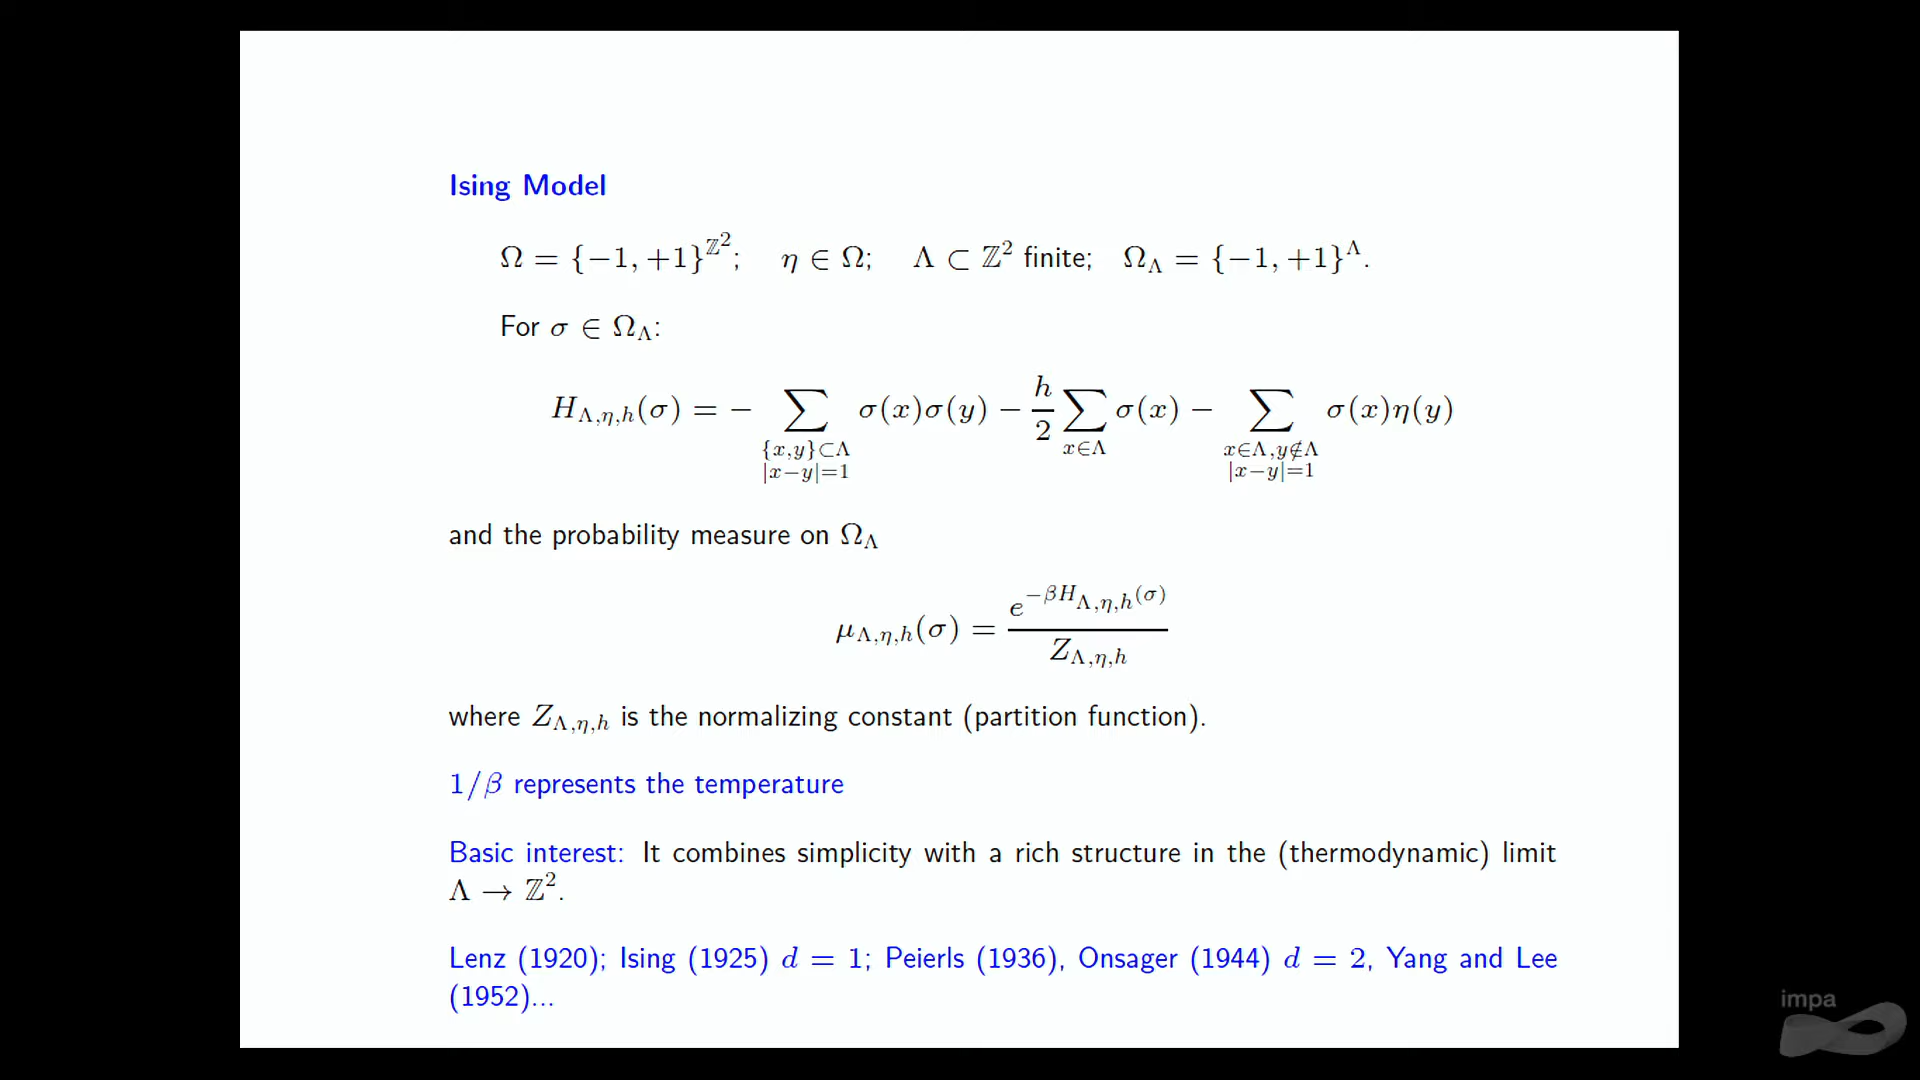 Ising Model
Ω = {−1, +1}^{ℤ²}; η ∈ Ω; Λ ⊂ ℤ² finite; Ω_Λ = {−1, +1}^Λ.
For σ ∈ Ω_Λ:
H_{Λ,η,h}(σ) = − ∑_{{x,y}⊂Λ |x−y|=1} σ(x)σ(y) − h/2 ∑_{x∈Λ} σ(x) − ∑_{x∈Λ,y∉Λ |x−y|=1} σ(x)η(y)
and the probability measure on Ω_Λ
μ_{Λ,η,h}(σ) = e^{−βH_{Λ,η,h}(σ)} / Z_{Λ,η,h}
where Z_{Λ,η,h} is the normalizing constant (partition function).
1/β represents the temperature
Basic interest: It combines simplicity with a rich structure in the (thermodynamic) limit
Λ → ℤ².
Lenz (1920); Ising (1925) d = 1; Peierls (1936), Onsager (1944) d = 2, Yang and Lee
(1952)...
impa